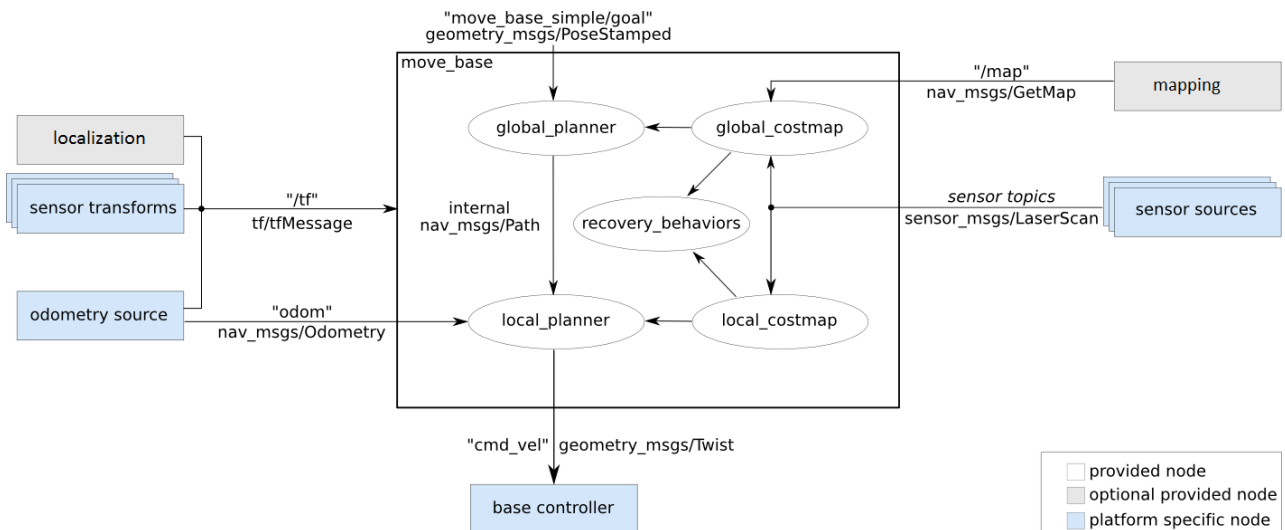 "move_base_simple/goal"
geometry_msgs/PoseStamped
move_base
"/map"
nav_msgs/GetMap
mapping
global_planner
global_costmap
localization
sensor transforms
"/tf"
tf/tfMessage
internal
nav_msgs/Path
recovery_behaviors
sensor topics
sensor_msgs/LaserScan
sensor sources
odometry source
"odom"
nav_msgs/Odometry
local_planner
local_costmap
"cmd_vel" geometry_msgs/Twist
base controller
provided node
optional provided node
platform specific node